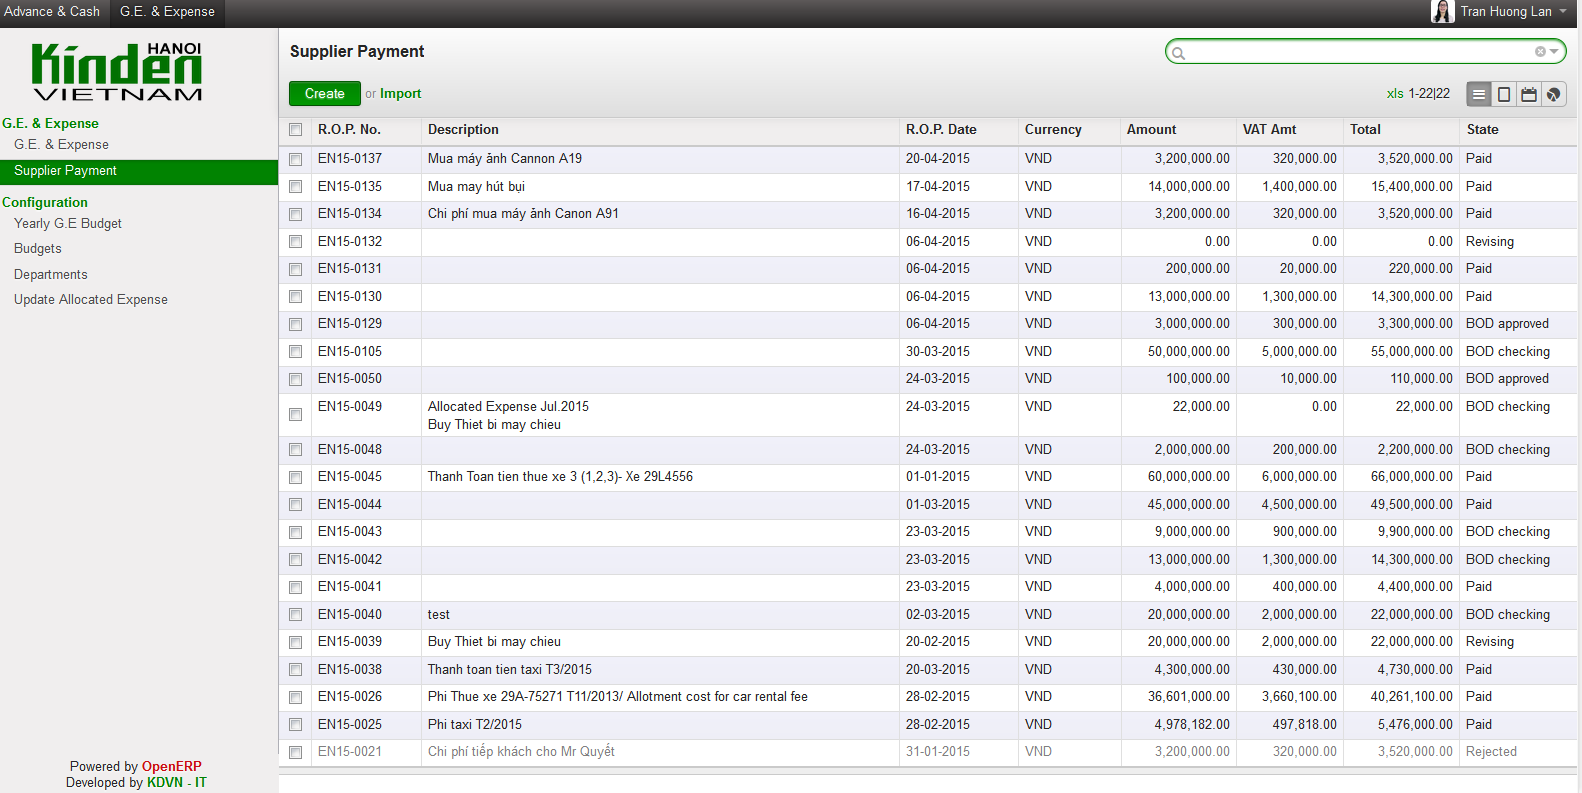 Advance & Cash G.E. & Expense Tran Huong Lan
Kinden HANOI
VIETNAM
G.E. & Expense
G.E. & Expense
Supplier Payment
Configuration
Yearly G.E Budget
Budgets
Departments
Update Allocated Expense
Powered by OpenERP
Developed by KDVN - IT
Supplier Payment
Create or Import xls 1-22|22
R.O.P. No. Description R.O.P. Date Currency Amount VAT Amt Total State
EN15-0137 Mua máy ảnh Cannon A19 20-04-2015 VND 3,200,000.00 320,000.00 3,520,000.00 Paid
EN15-0135 Mua may hút bụi 17-04-2015 VND 14,000,000.00 1,400,000.00 15,400,000.00 Paid
EN15-0134 Chi phí mua máy ảnh Canon A91 16-04-2015 VND 3,200,000.00 320,000.00 3,520,000.00 Paid
EN15-0132 06-04-2015 VND 0.00 0.00 0.00 Revising
EN15-0131 06-04-2015 VND 200,000.00 20,000.00 220,000.00 Paid
EN15-0130 06-04-2015 VND 13,000,000.00 1,300,000.00 14,300,000.00 Paid
EN15-0129 06-04-2015 VND 3,000,000.00 300,000.00 3,300,000.00 BOD approved
EN15-0105 30-03-2015 VND 50,000,000.00 5,000,000.00 55,000,000.00 BOD checking
EN15-0050 24-03-2015 VND 100,000.00 10,000.00 110,000.00 BOD approved
EN15-0049 Allocated Expense Jul.2015 24-03-2015 VND 22,000.00 0.00 22,000.00 BOD checking
Buy Thiet bi may chieu
EN15-0048 24-03-2015 VND 2,000,000.00 200,000.00 2,200,000.00 BOD checking
EN15-0045 Thanh Toan tien thue xe 3 (1,2,3)- Xe 29L4556 01-01-2015 VND 60,000,000.00 6,000,000.00 66,000,000.00 Paid
EN15-0044 01-03-2015 VND 45,000,000.00 4,500,000.00 49,500,000.00 Paid
EN15-0043 23-03-2015 VND 9,000,000.00 900,000.00 9,900,000.00 BOD checking
EN15-0042 23-03-2015 VND 13,000,000.00 1,300,000.00 14,300,000.00 BOD checking
EN15-0041 23-03-2015 VND 4,000,000.00 400,000.00 4,400,000.00 Paid
EN15-0040 test 02-03-2015 VND 20,000,000.00 2,000,000.00 22,000,000.00 BOD checking
EN15-0039 Buy Thiet bi may chieu 20-02-2015 VND 20,000,000.00 2,000,000.00 22,000,000.00 Revising
EN15-0038 Thanh toan tien taxi T3/2015 20-03-2015 VND 4,300,000.00 430,000.00 4,730,000.00 Paid
EN15-0026 Phi Thue xe 29A-75271 T11/2013/ Allotment cost for car rental fee 28-02-2015 VND 36,601,000.00 3,660,100.00 40,261,100.00 Paid
EN15-0025 Phi taxi T2/2015 28-02-2015 VND 4,978,182.00 497,818.00 5,476,000.00 Paid
EN15-0021 Chi phí tiếp khách cho Mr Quyết 31-01-2015 VND 3,200,000.00 320,000.00 3,520,000.00 Rejected